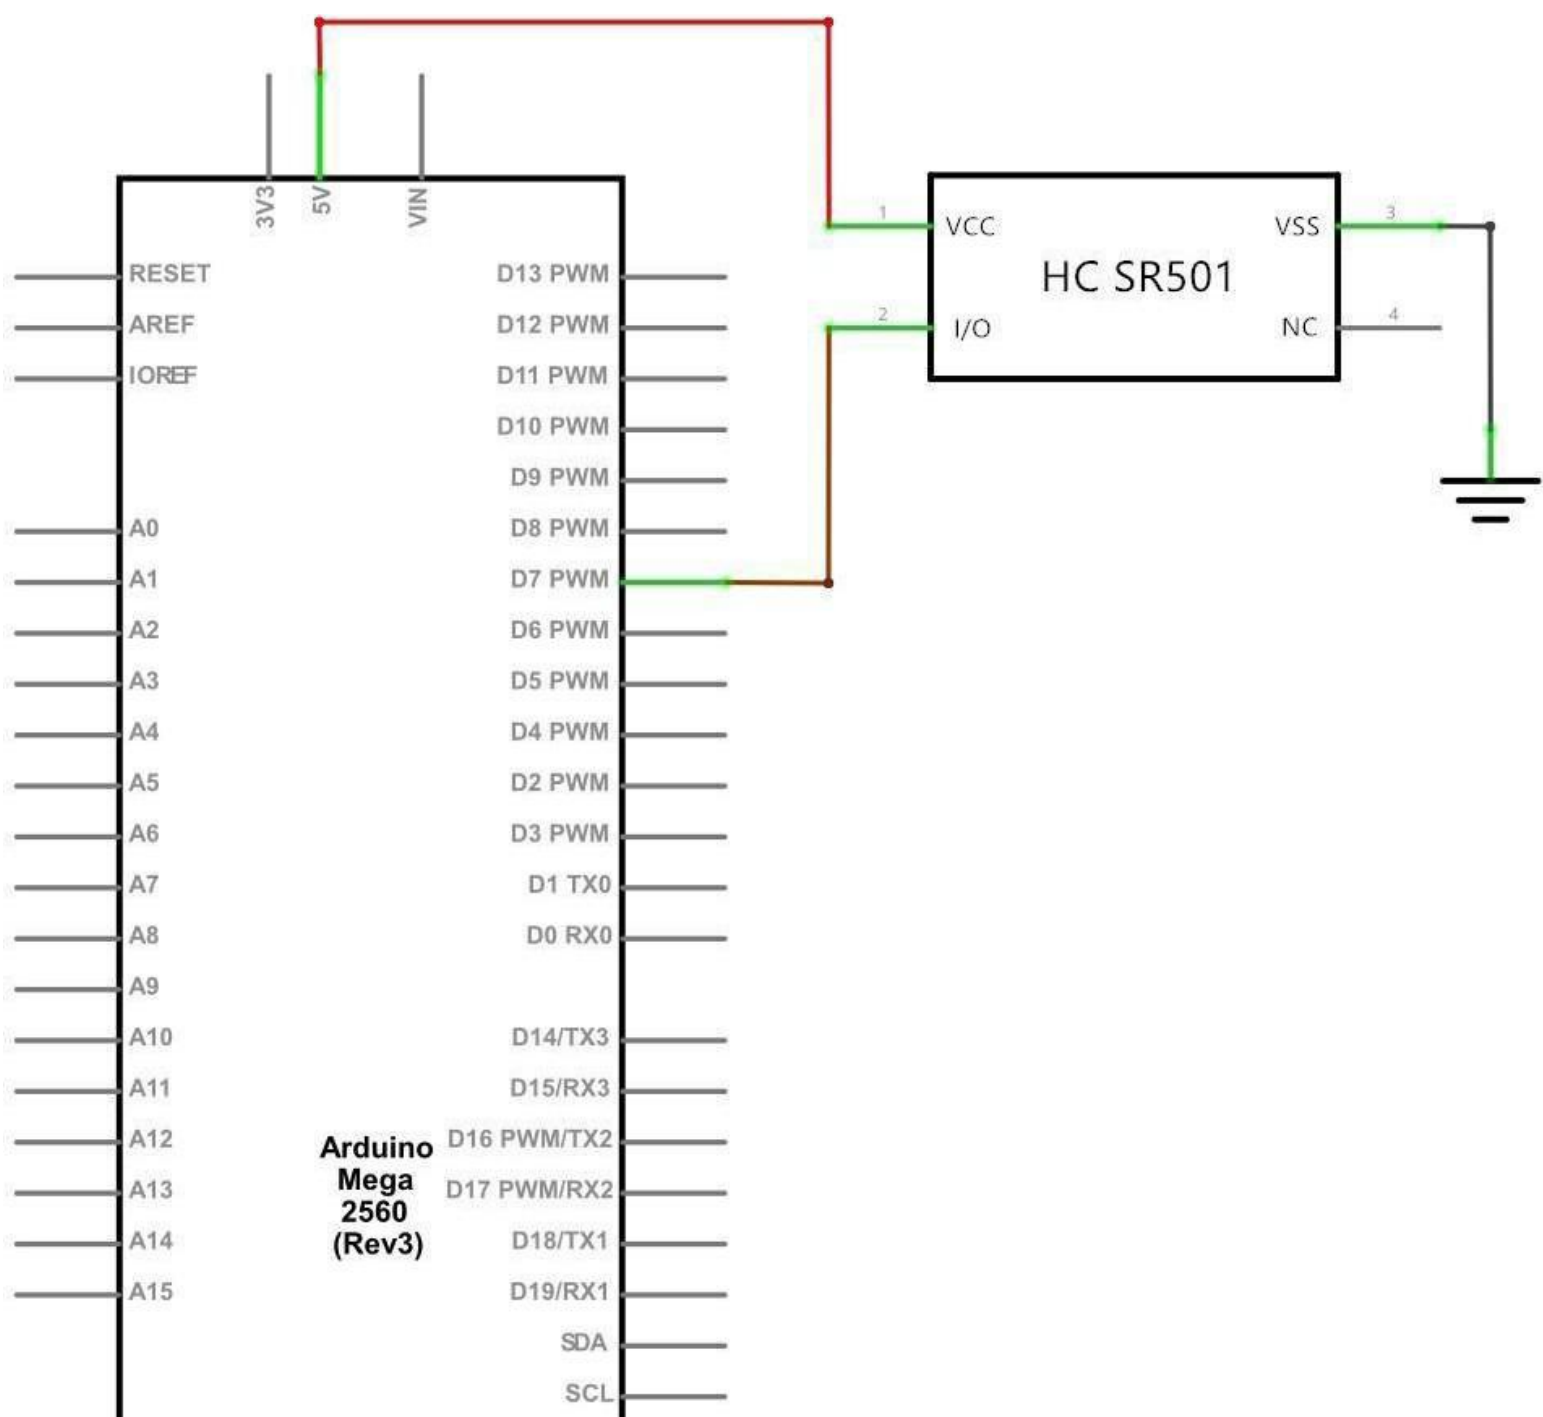 3V3
5V
VIN
RESET
AREF
IOREF
A0
A1
A2
A3
A4
A5
A6
A7
A8
A9
A10
A11
A12
A13
A14
A15
Arduino
Mega
2560
(Rev3)
D13 PWM
D12 PWM
D11 PWM
D10 PWM
D9 PWM
D8 PWM
D7 PWM
D6 PWM
D5 PWM
D4 PWM
D2 PWM
D3 PWM
D1 TX0
D0 RX0
D14/TX3
D15/RX3
D16 PWM/TX2
D17 PWM/RX2
D18/TX1
D19/RX1
SDA
SCL
1
VCC
2
I/O
HC SR501
VSS
3
NC
4